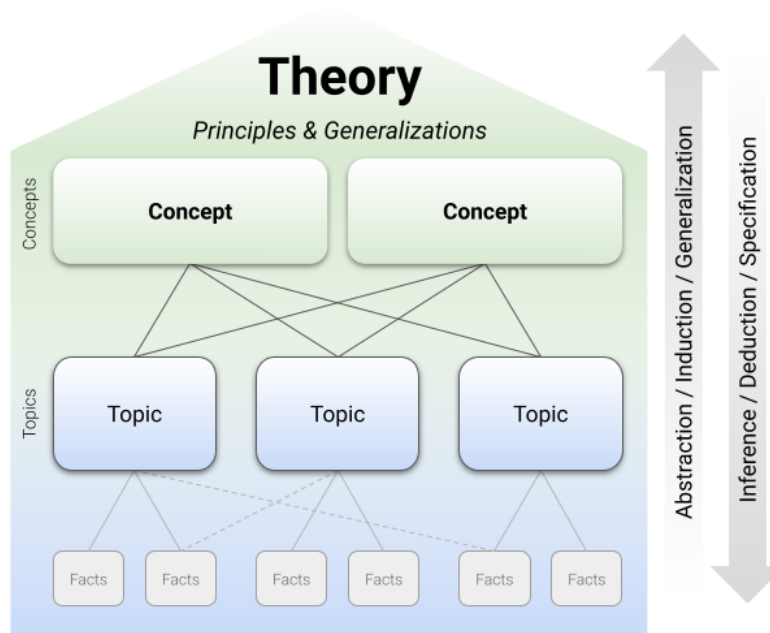 Theory
Principles & Generalizations
Concepts
Concept
Concept
Topics
Topic
Topic
Topic
Facts
Facts
Facts
Facts
Facts
Facts
Abstraction / Induction / Generalization
Inference / Deduction / Specification